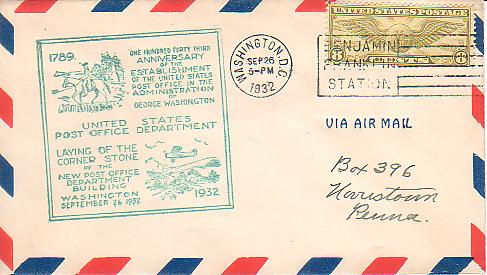 1789.
ONE HUNDRED FORTY THIRD
ANNIVERSARY
OF THE
ESTABLISHMENT
OF THE UNITED STATES
POST OFFICE IN THE
ADMINISTRATION
OF
GEORGE WASHINGTON
UNITED STATES
POST OFFICE DEPARTMENT
LAYING OF THE
CORNER STONE
OF THE
NEW POST OFFICE
DEPARTMENT
BUILDING
WASHINGTON
SEPTEMBER 26 1932
1932
WASHINGTON, D.C.
SEP 26
5-PM
1932
UNITED STATES POSTAGE
8
8
BENJAMIN
FRANKLIN
STATION
VIA AIR MAIL
Box 396
Norristown
Penna.